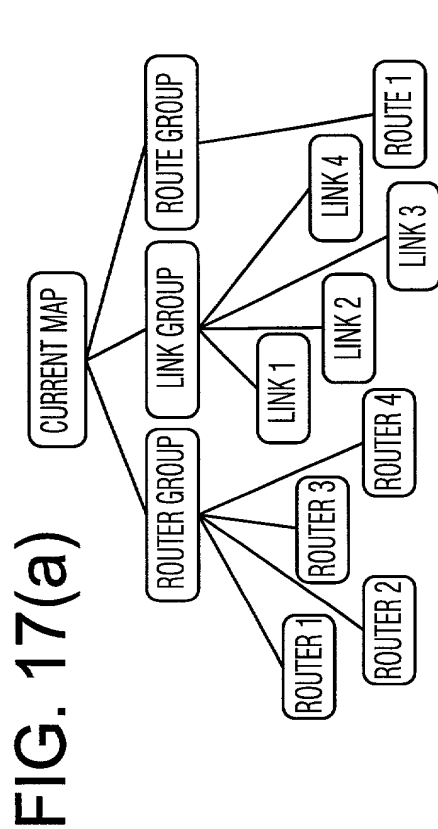 FIG. 17(a)
CURRENT MAP
ROUTER GROUP
LINK GROUP
ROUTE GROUP
ROUTER 1
ROUTER 2
ROUTER 3
ROUTER 4
LINK 1
LINK 2
LINK 3
LINK 4
ROUTE 1